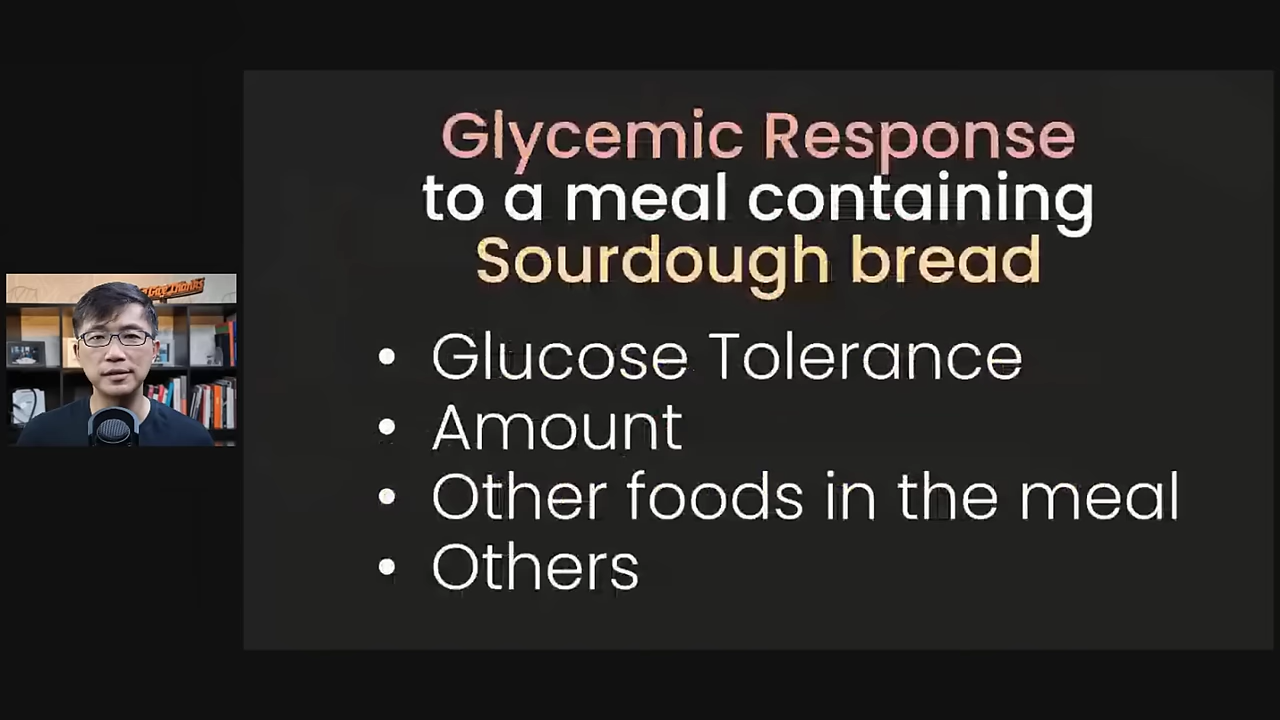 Glycemic Response
to a meal containing
Sourdough bread
• Glucose Tolerance
• Amount
• Other foods in the meal
• Others